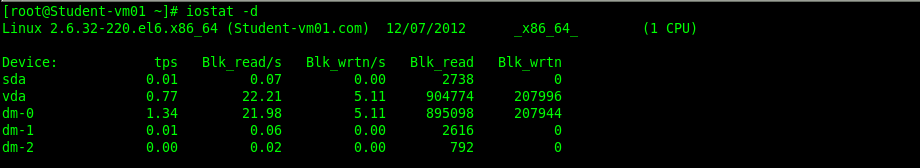 [root@Student-vm01 ~]# iostat -d
Linux 2.6.32-220.el6.x86_64 (Student-vm01.com)  12/07/2012      _x86_64_        (1 CPU)
Device:            tps   Blk_read/s   Blk_wrtn/s   Blk_read   Blk_wrtn
sda               0.01         0.07         0.00       2738          0
vda               0.77        22.21         5.11     904774     207996
dm-0              1.34        21.98         5.11     895098     207944
dm-1              0.01         0.06         0.00       2616          0
dm-2              0.00         0.02         0.00        792          0